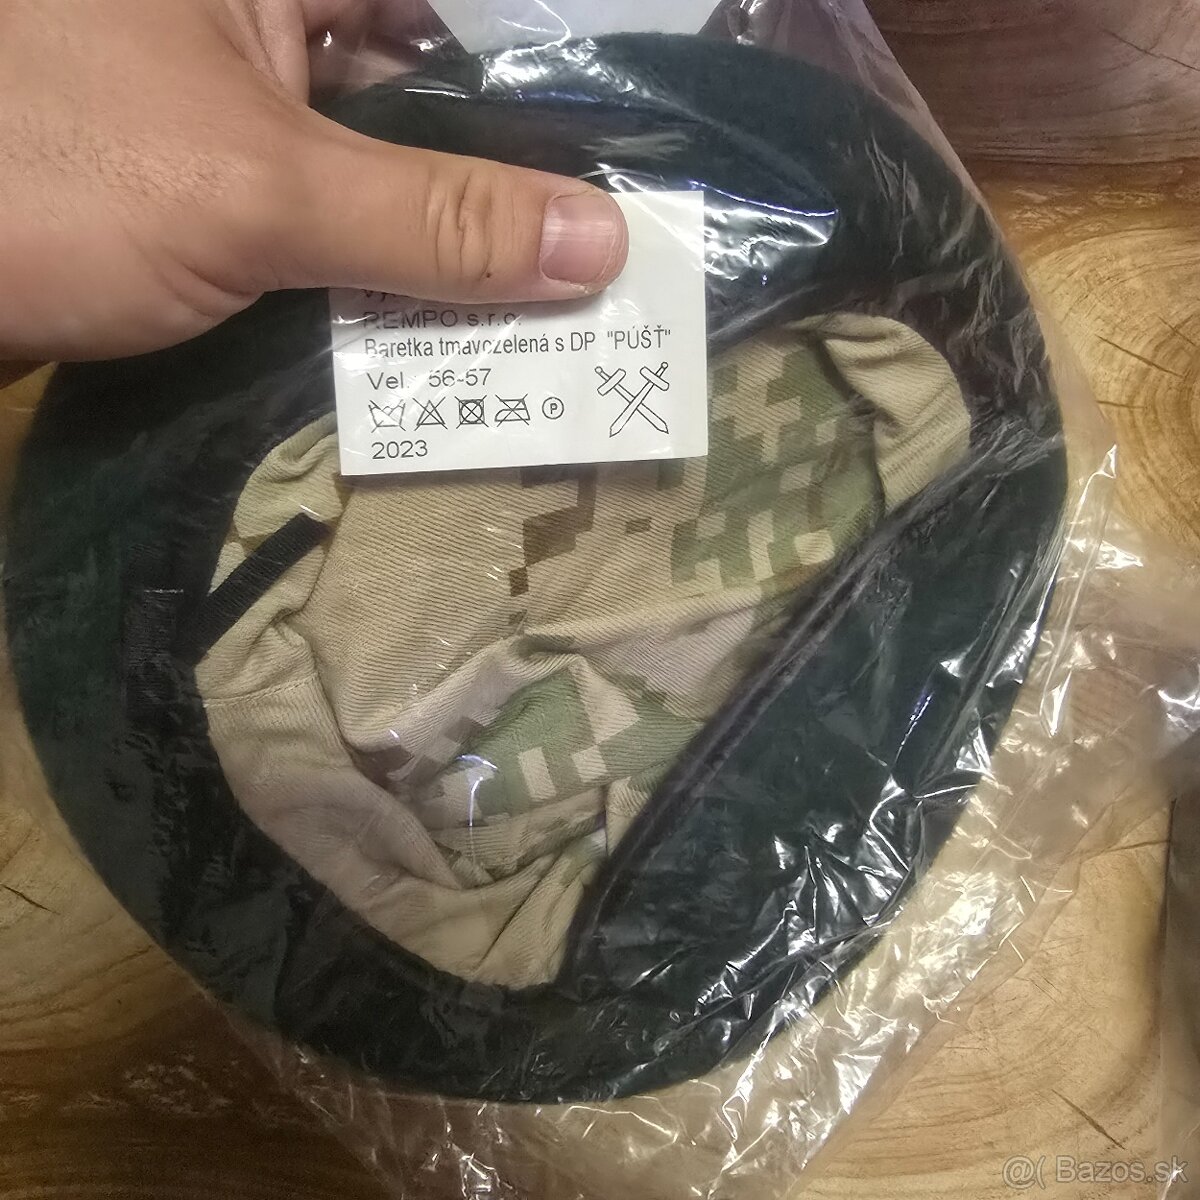 REMPO s.r.o.
Baretka tmavozelená s DP "PÚŠŤ"
Vel. 56-57
P
2023
@( Bazos.sk